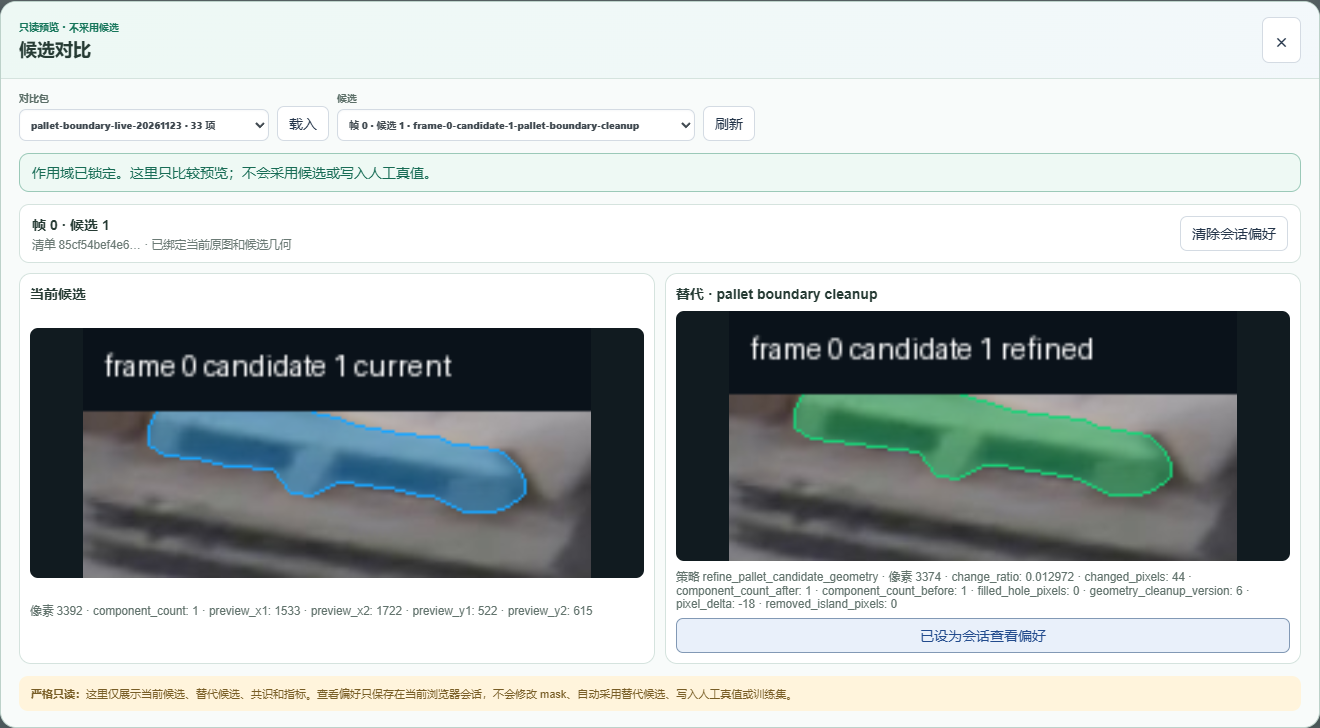 只读预览 · 不采用候选
候选对比
×
对比包
候选
pallet-boundary-live-20261123 · 33 项
载入
帧 0 · 候选 1 · frame-0-candidate-1-pallet-boundary-cleanup
刷新
作用域已锁定。这里只比较预览；不会采用候选或写入人工真值。
帧 0 · 候选 1
清单 85cf54bef4e6… · 已绑定当前原图和候选几何
清除会话偏好
当前候选
frame 0 candidate 1 current
像素 3392 · component_count: 1 · preview_x1: 1533 · preview_x2: 1722 · preview_y1: 522 · preview_y2: 615
替代 · pallet boundary cleanup
frame 0 candidate 1 refined
策略 refine_pallet_candidate_geometry · 像素 3374 · change_ratio: 0.012972 · changed_pixels: 44 ·
component_count_after: 1 · component_count_before: 1 · filled_hole_pixels: 0 · geometry_cleanup_version: 6 ·
pixel_delta: -18 · removed_island_pixels: 0
已设为会话查看偏好
严格只读：这里仅展示当前候选、替代候选、共识和指标。查看偏好只保存在当前浏览器会话，不会修改 mask、自动采用替代候选、写入人工真值或训练集。